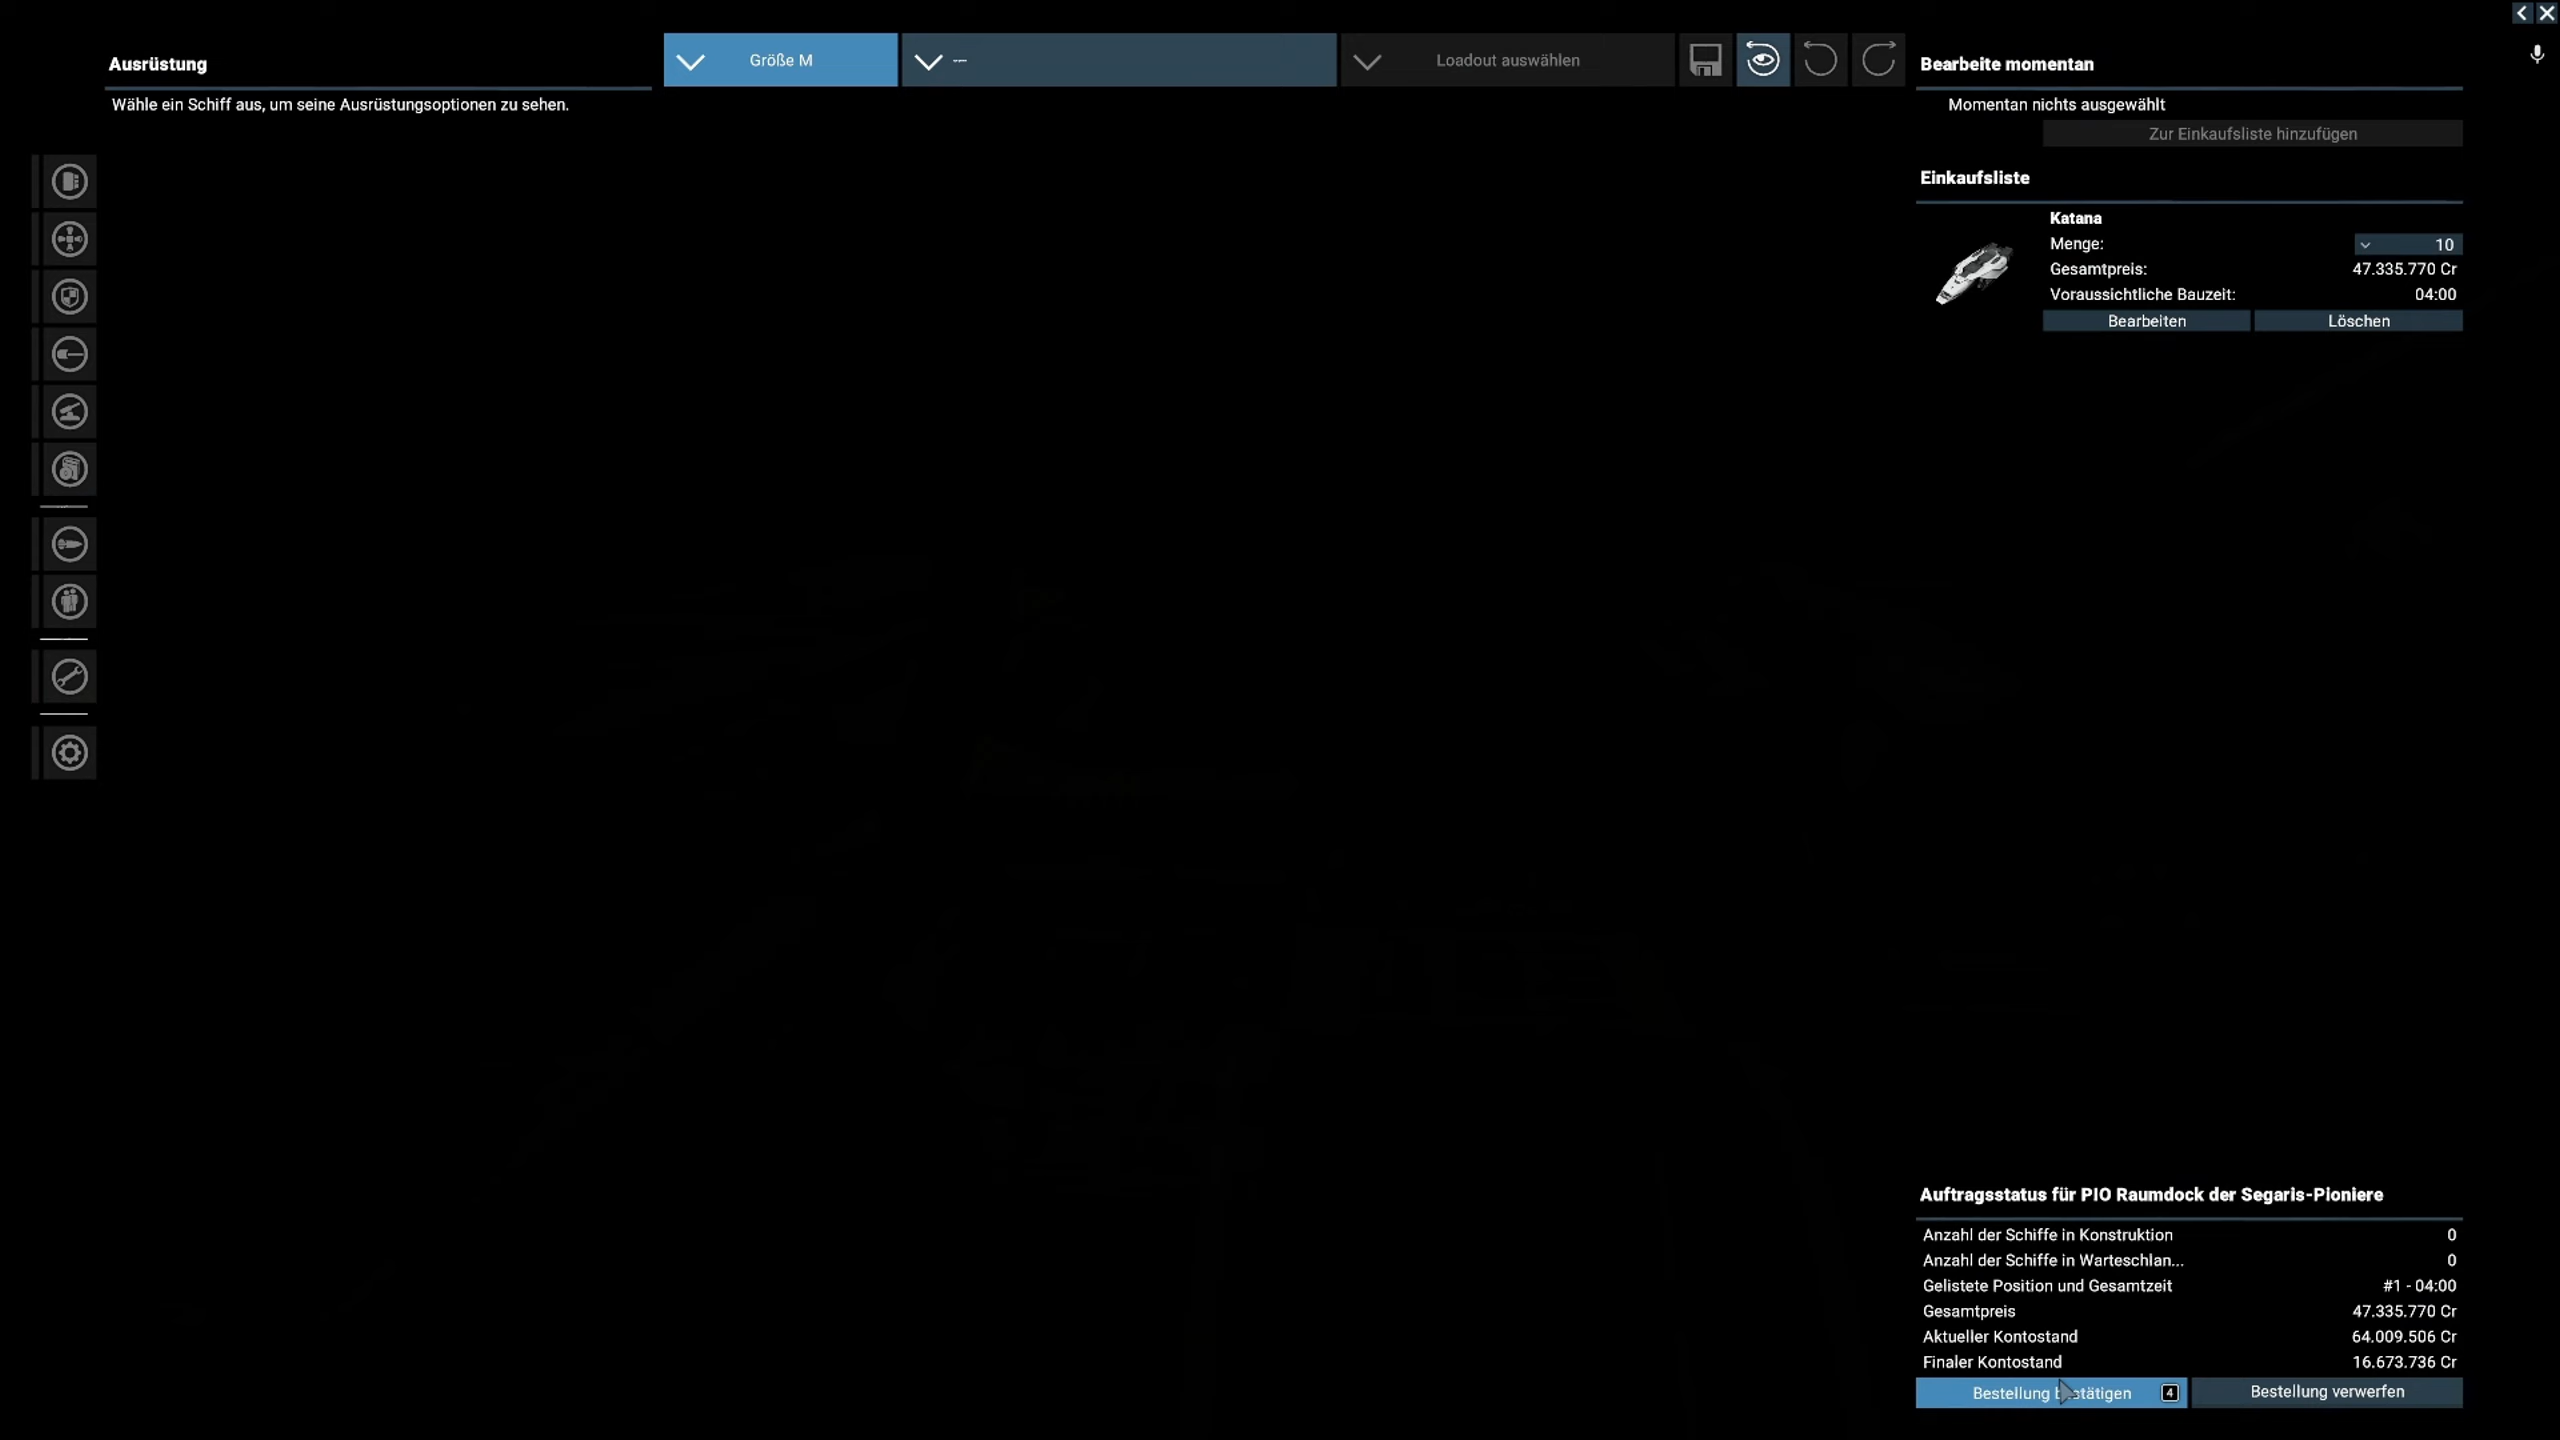 Ausrüstung
Wähle ein Schiff aus, um seine Ausrüstungsoptionen zu sehen.
Größe M
---
Loadout auswählen
Bearbeite momentan
Momentan nichts ausgewählt
Zur Einkaufsliste hinzufügen
Einkaufsliste
Katana
Menge: 10
Gesamtpreis: 47.335.770 Cr
Voraussichtliche Bauzeit: 04:00
Bearbeiten Löschen
Auftragsstatus für PIO Raumdock der Segaris-Pioniere
Anzahl der Schiffe in Konstruktion 0
Anzahl der Schiffe in Warteschlan... 0
Gelistete Position und Gesamtzeit #1 - 04:00
Gesamtpreis 47.335.770 Cr
Aktueller Kontostand 64.009.506 Cr
Finaler Kontostand 16.673.736 Cr
Bestellung bestätigen 4 Bestellung verwerfen